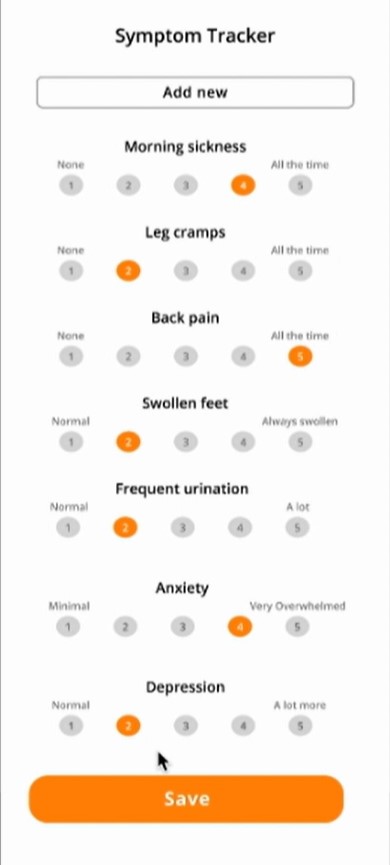 Symptom Tracker
Add new
Morning sickness
None All the time
1 2 3 4 5
Leg cramps
None All the time
1 2 3 4 5
Back pain
None All the time
1 2 3 4 5
Swollen feet
Normal Always swollen
1 2 3 4 5
Frequent urination
Normal A lot
1 2 3 4 5
Anxiety
Minimal Very Overwhelmed
1 2 3 4 5
Depression
Normal A lot more
1 2 3 4 5
Save